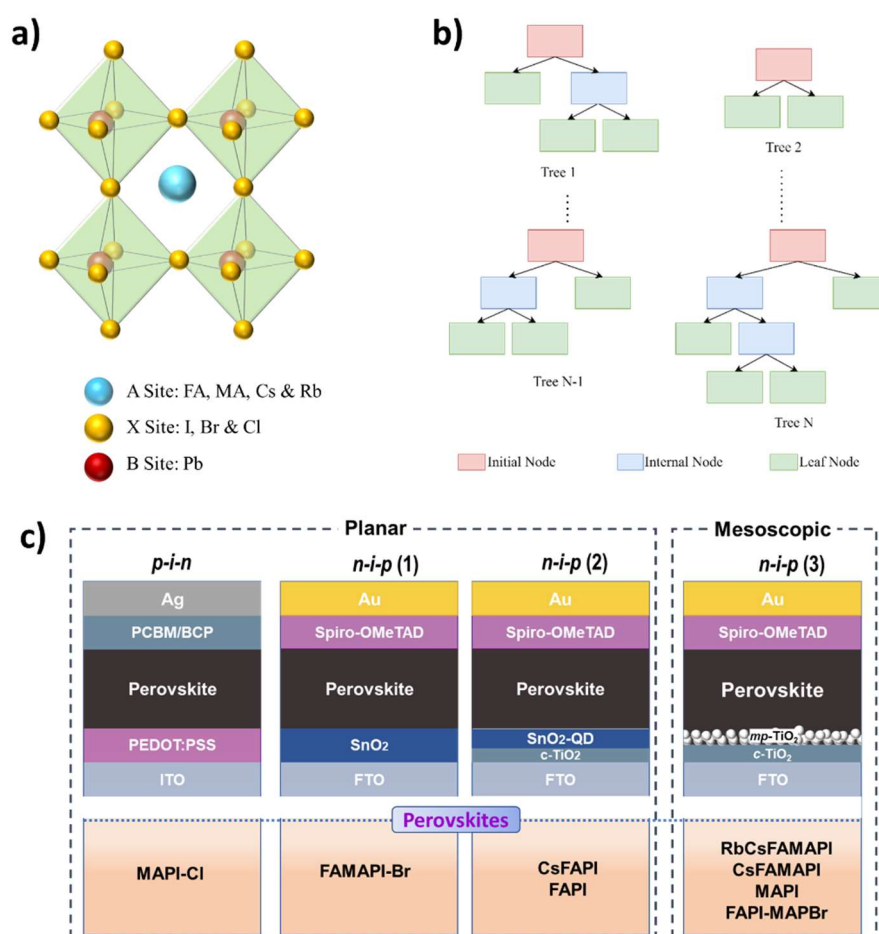 a)
A Site: FA, MA, Cs & Rb
X Site: I, Br & Cl
B Site: Pb
b)
Tree 1
Tree 2
Tree N-1
Tree N
Initial Node
Internal Node
Leaf Node
c)
Planar
Mesoscopic
p-i-n
n-i-p (1)
n-i-p (2)
n-i-p (3)
Ag
PCBM/BCP
Perovskite
PEDOT:PSS
ITO
Au
Spiro-OMeTAD
Perovskite
SnO₂
FTO
Au
Spiro-OMeTAD
Perovskite
SnO₂-QD
c-TiO2
FTO
Au
Spiro-OMeTAD
Perovskite
mp-TiO₂
c-TiO₂
FTO
Perovskites
MAPI-Cl
FAMAPI-Br
CsFAPI
FAPI
RbCsFAMAPI
CsFAMAPI
MAPI
FAPI-MAPBr